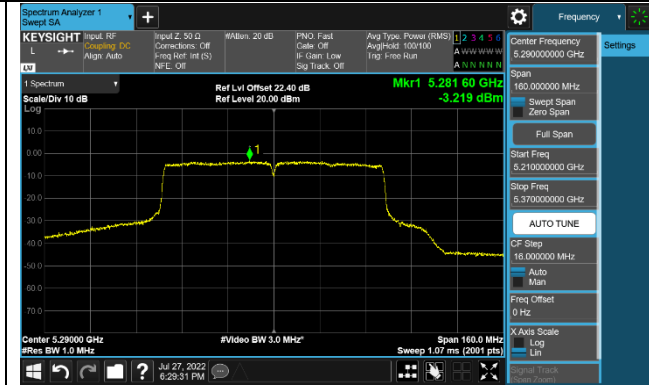 Spectrum Analyzer 1
Swept SA
+
Frequency
KEYSIGHT
L
LXI
Input: RF
Coupling: DC
Align: Auto
Input Z: 50 Ω
Corrections: Off
Freq Ref: Int (S)
NFE: Off
#Atten: 20 dB
PNO: Fast
Gate: Off
IF Gain: Low
Sig Track: Off
Avg Type: Power (RMS)
Avg|Hold: 100/100
Trig: Free Run
1 2 3 4 5 6
A W W W W W
A N N N N N
1 Spectrum
Scale/Div 10 dB
Log
Ref Lvl Offset 22.40 dB
Ref Level 20.00 dBm
Mkr1 5.281 60 GHz
-3.219 dBm
10.0
0.00
-10.0
-20.0
-30.0
-40.0
-50.0
-60.0
-70.0
1
Center 5.29000 GHz
#Res BW 1.0 MHz
#Video BW 3.0 MHz*
Span 160.0 MHz
Sweep 1.07 ms (2001 pts)
Center Frequency
5.290000000 GHz
Settings
Span
160.000000 MHz
Swept Span
Zero Span
Full Span
Start Freq
5.210000000 GHz
Stop Freq
5.370000000 GHz
AUTO TUNE
CF Step
16.000000 MHz
Auto
Man
Freq Offset
0 Hz
X Axis Scale
Log
Lin
Signal Track
(Span Zoom)
?
Jul 27, 2022
6:29:31 PM